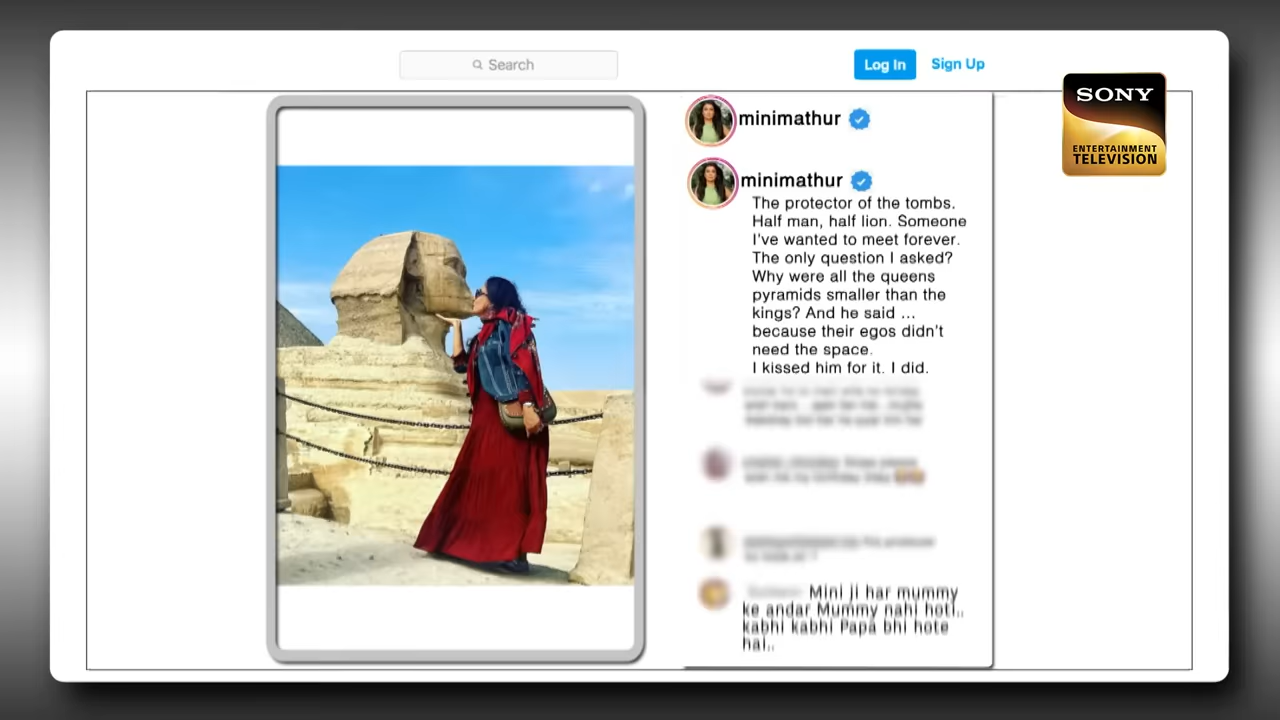 Search
Log In
Sign Up
SONY
ENTERTAINMENT
TELEVISION
minimathur
minimathur
The protector of the tombs.
Half man, half lion. Someone
I've wanted to meet forever.
The only question I asked?
Why were all the queens
pyramids smaller than the
kings? And he said ...
because their egos didn't
need the space.
I kissed him for it. I did.
Mini ji har mummy
ke andar Mummy nahi hoti..
kabhi kabhi Papa bhi hote
hai..